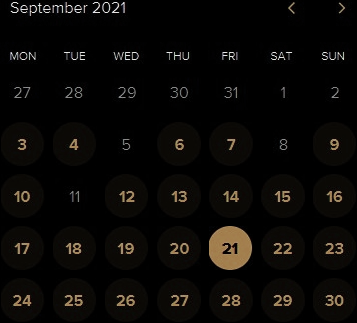 September 2021 < >
MON TUE WED THU FRI SAT SUN
27 28 29 30 31 1 2
3 4 5 6 7 8 9
10 11 12 13 14 15 16
17 18 19 20 21 22 23
24 25 26 27 28 29 30